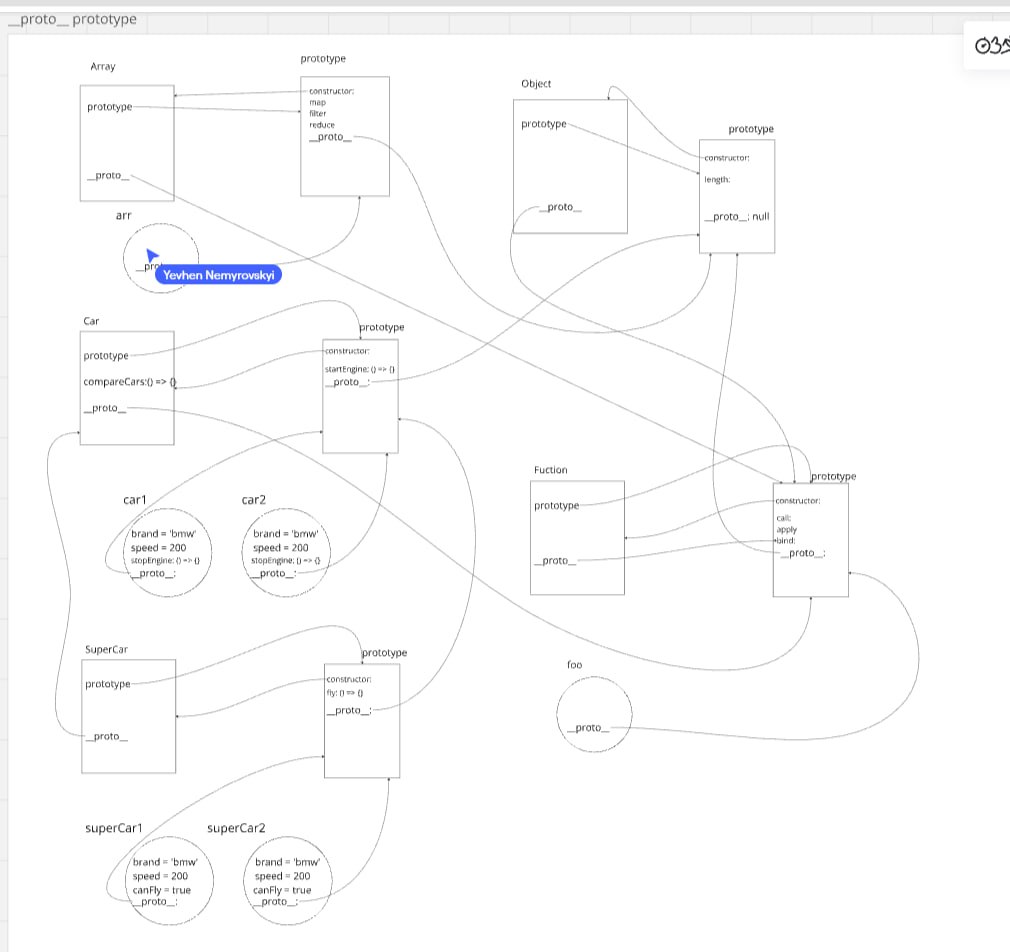 __proto__ prototype
Array
prototype
__proto_
prototype
constructor:
map
filter
reduce
__proto__
arr
Yevhen Nemyrovskyi
Object
prototype
__proto__
prototype
constructor:
length:
__proto__: null
Car
prototype
compareCars:() => {}
__proto__
prototype
constructor:
startEngine: () => {}
__proto__:
car1
brand = 'bmw'
speed = 200
stopEngine: () => {}
__proto__:
car2
brand = 'bmw'
speed = 200
stopEngine: () => {}
__proto__:
Fuction
prototype
__proto__
prototype
constructor:
call:
apply
bind:
__proto__:
SuperCar
prototype
__proto__
prototype
constructor:
fly: () => {}
__proto__:
foo
__proto__
superCar1
brand = 'bmw'
speed = 200
canFly = true
__proto__:
superCar2
brand = 'bmw'
speed = 200
canFly = true
__proto__: